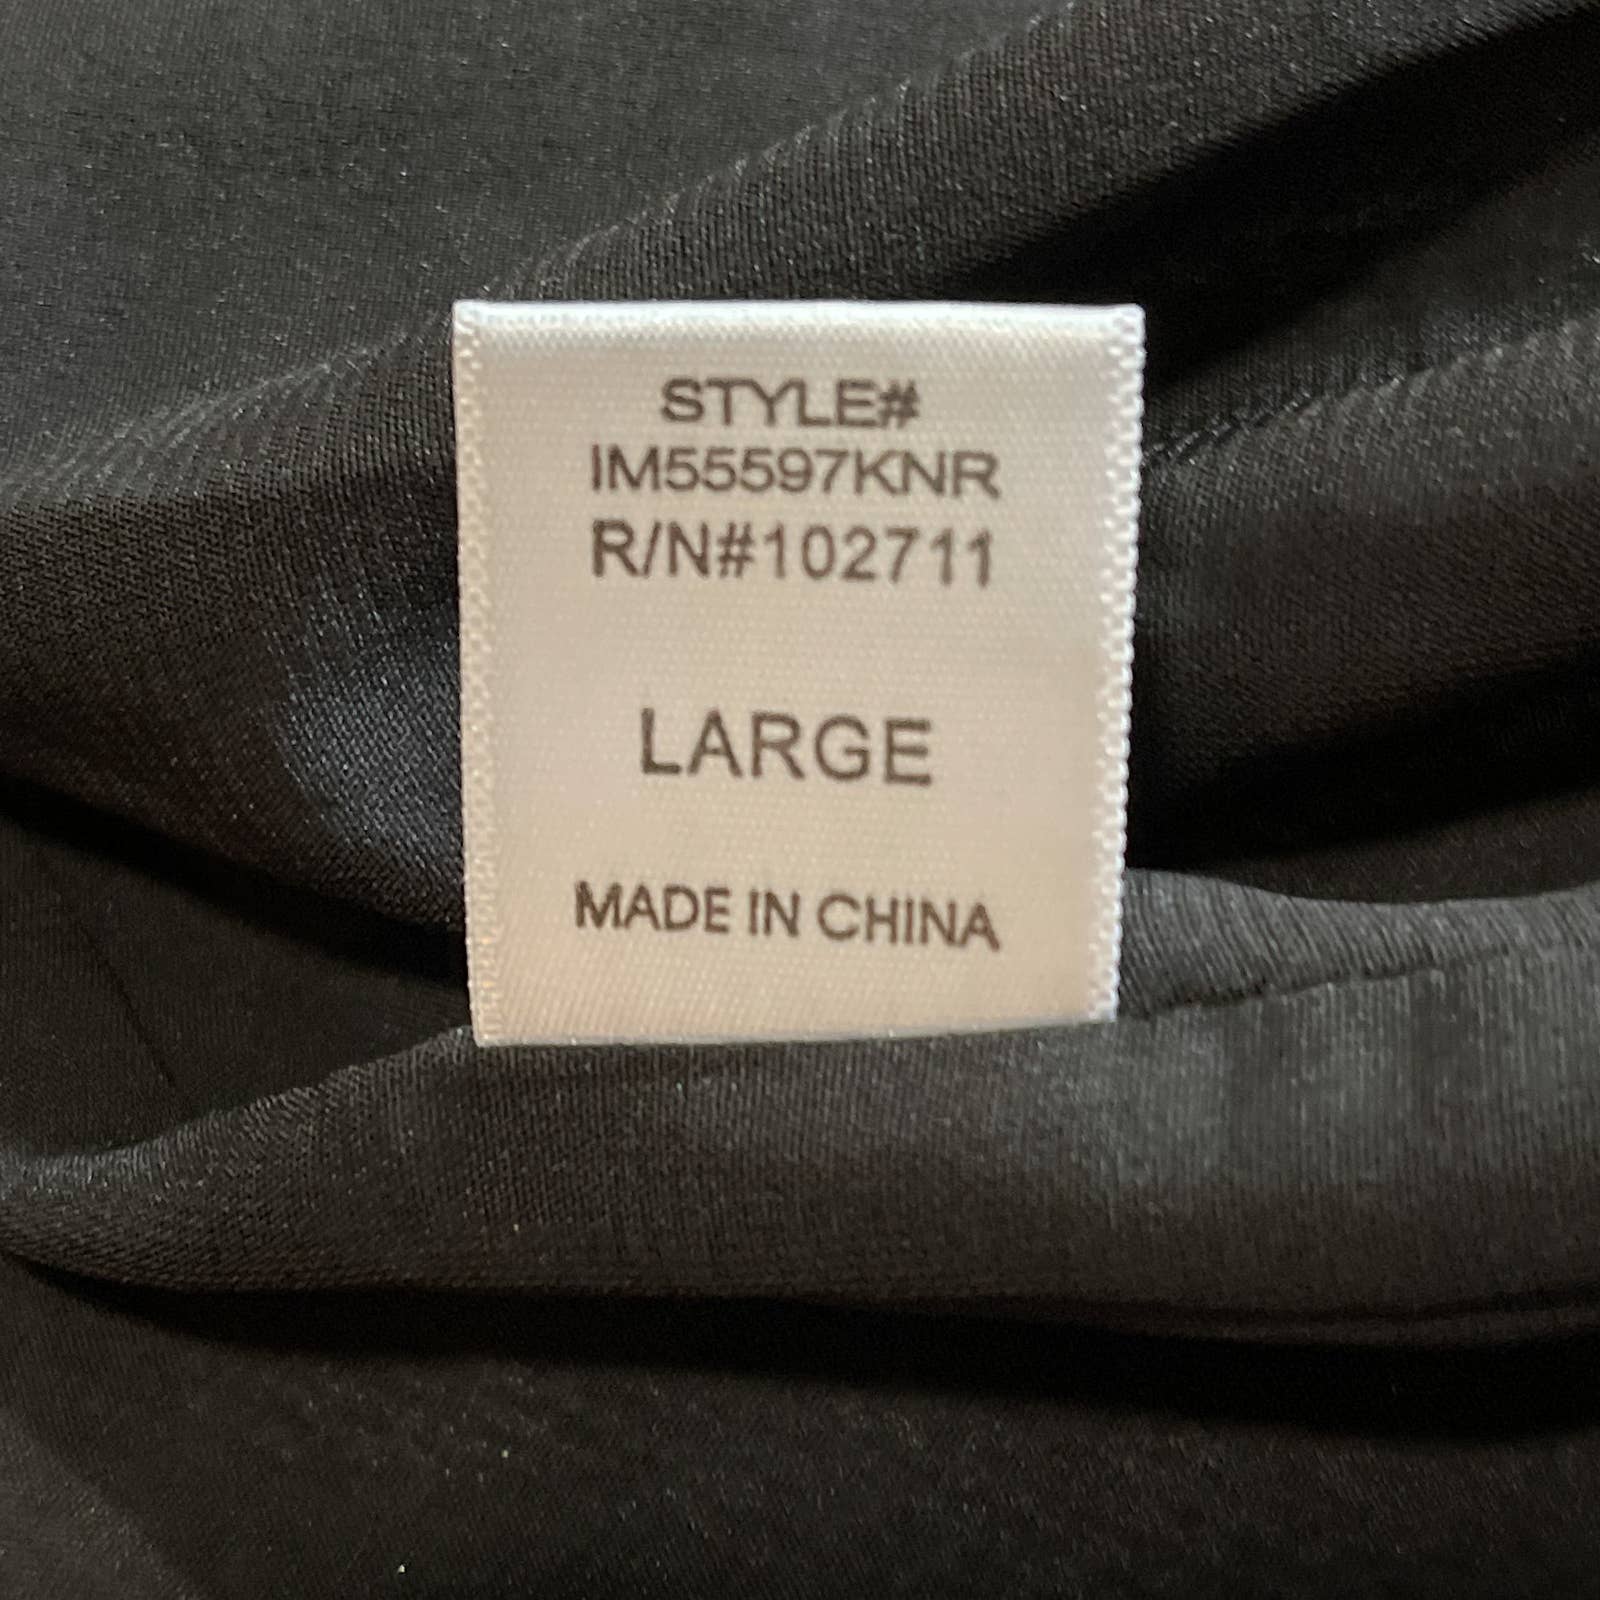 STYLE#
IM55597KNR
R/N#102711
LARGE
MADE IN CHINA